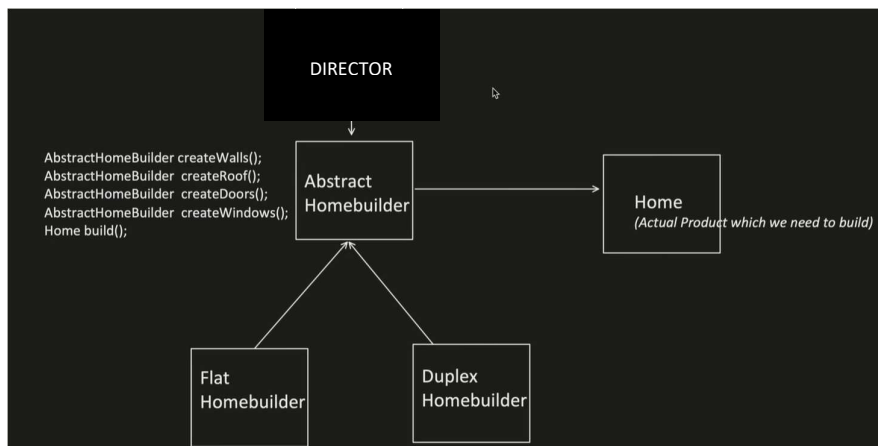 DIRECTOR
AbstractHomeBuilder createWalls();
AbstractHomeBuilder createRoof();
AbstractHomeBuilder createDoors();
AbstractHomeBuilder createWindows();
Home build();
Abstract
Homebuilder
Home
(Actual Product which we need to build)
Flat
Homebuilder
Duplex
Homebuilder